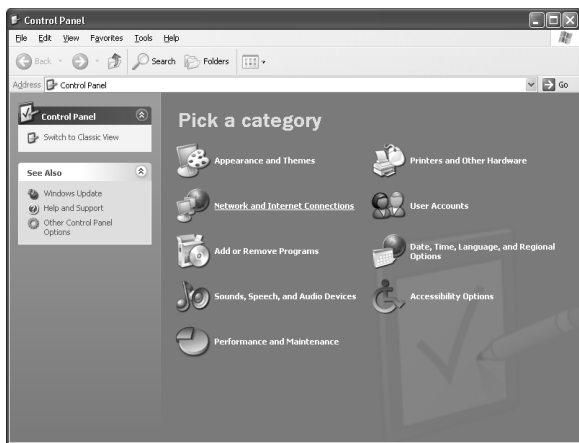 Control Panel
File Edit View Favorites Tools Help
Back Search Folders
Address Control Panel Go
Control Panel
Switch to Classic View
See Also
Windows Update
Help and Support
Other Control Panel
Options
Pick a category
Appearance and Themes
Printers and Other Hardware
Network and Internet Connections
User Accounts
Add or Remove Programs
Date, Time, Language, and Regional
Options
Sounds, Speech, and Audio Devices
Accessibility Options
Performance and Maintenance